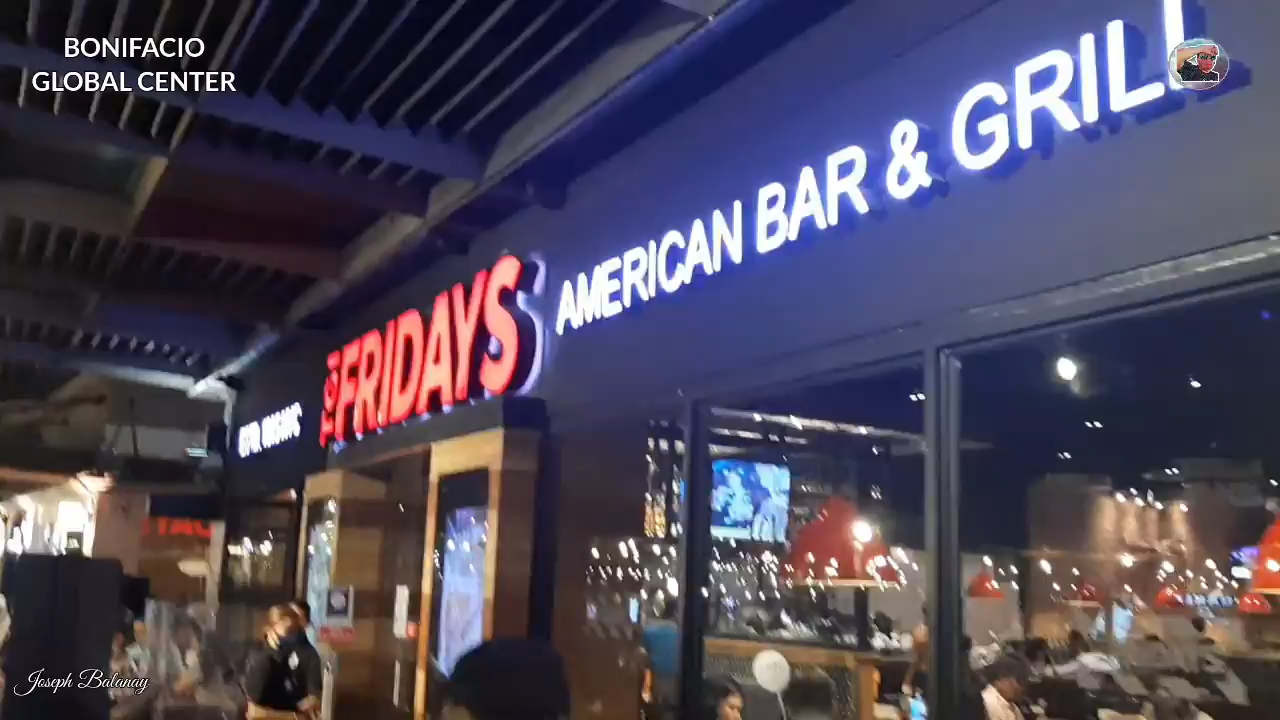 BONIFACIO
GLOBAL CENTER
AMERICAN BAR & GRILL
FRIDAYS
Joseph Balanay